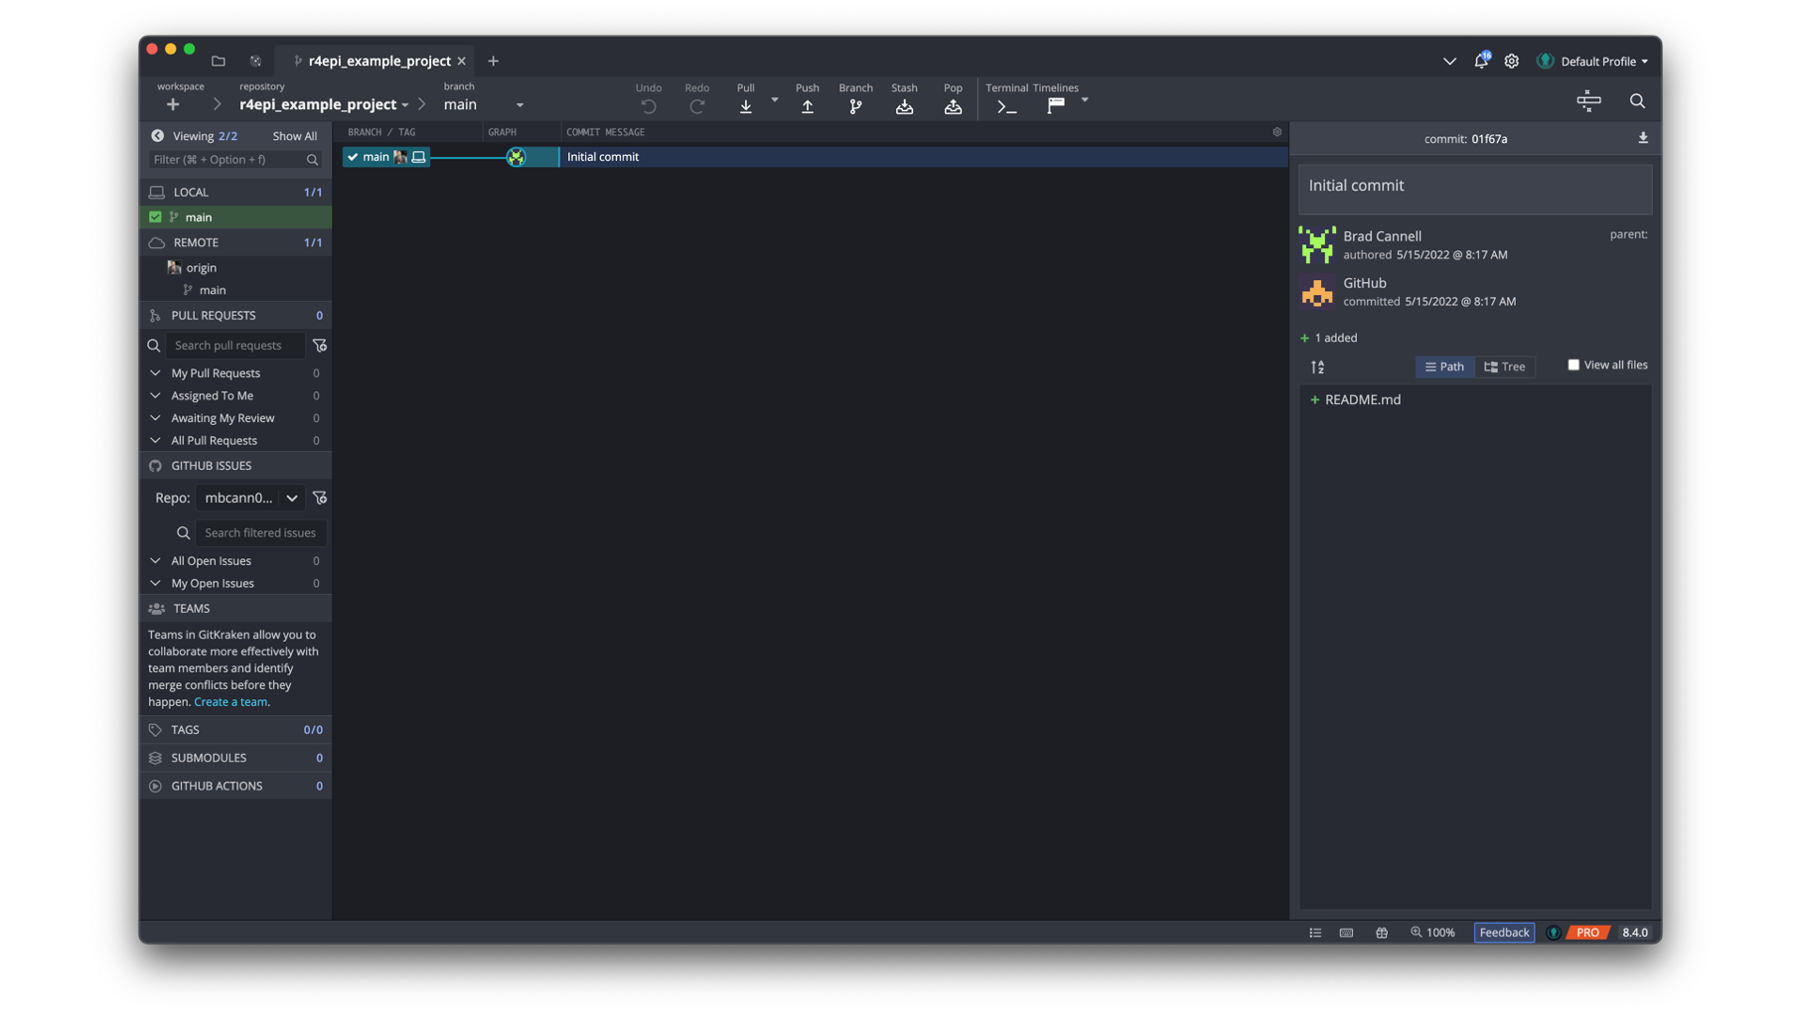 r4epi_example_project
16
Default Profile
workspace
repository
r4epi_example_project
branch
main
Undo
Redo
Pull
Push
Branch
Stash
Pop
Terminal
Timelines
Viewing 2/2
Show All
Filter (⌘ + Option + f)
LOCAL 1/1
main
REMOTE 1/1
origin
main
PULL REQUESTS 0
Search pull requests
My Pull Requests 0
Assigned To Me 0
Awaiting My Review 0
All Pull Requests 0
GITHUB ISSUES
Repo: mbcann0...
Search filtered issues
All Open Issues 0
My Open Issues 0
TEAMS
Teams in GitKraken allow you to
collaborate more effectively with
team members and identify
merge conflicts before they
happen. Create a team.
TAGS 0/0
SUBMODULES 0
GITHUB ACTIONS 0
BRANCH / TAG
GRAPH
COMMIT MESSAGE
main
Initial commit
commit: 01f67a
Initial commit
Brad Cannell
authored 5/15/2022 @ 8:17 AM
parent:
GitHub
committed 5/15/2022 @ 8:17 AM
+ 1 added
Path
Tree
View all files
+ README.md
100%
Feedback
PRO
8.4.0